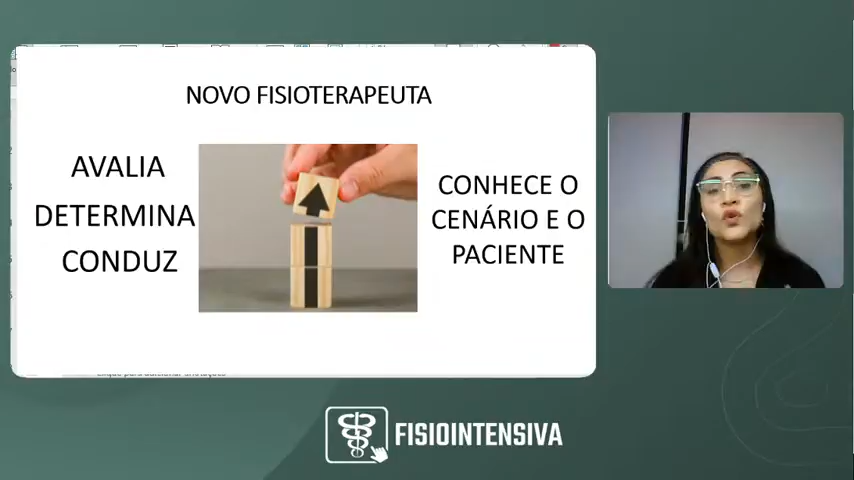 NOVO FISIOTERAPEUTA
AVALIA
DETERMINA
CONDUZ
CONHECE O
CENÁRIO E O
PACIENTE
FISIOINTENSIVA